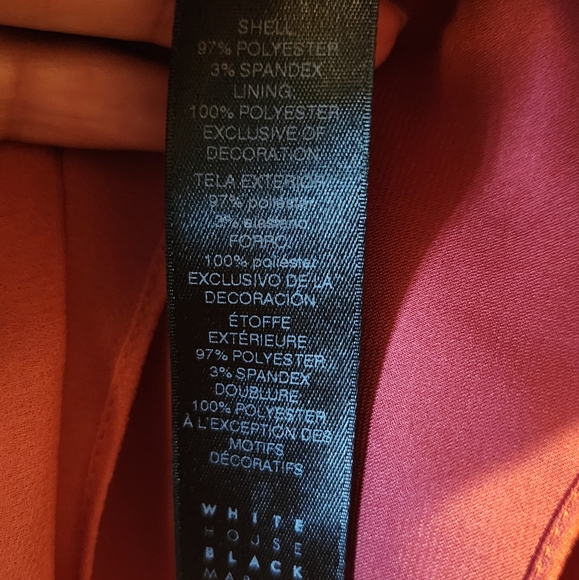 SHELL
97% POLYESTER
3% SPANDEX
LINING
100% POLYESTER
EXCLUSIVE OF
DECORATION
TELA EXTERIOR
97% poliéster
3% elastano
FORRO
100% poliéster
EXCLUSIVO DE LA
DECORACIÓN
ÉTOFFE
EXTÉRIEURE
97% POLYESTER
3% SPANDEX
DOUBLURE
100% POLYESTER
À L'EXCEPTION DES
MOTIFS
DÉCORATIFS
WHITE
HOUSE
BLACK